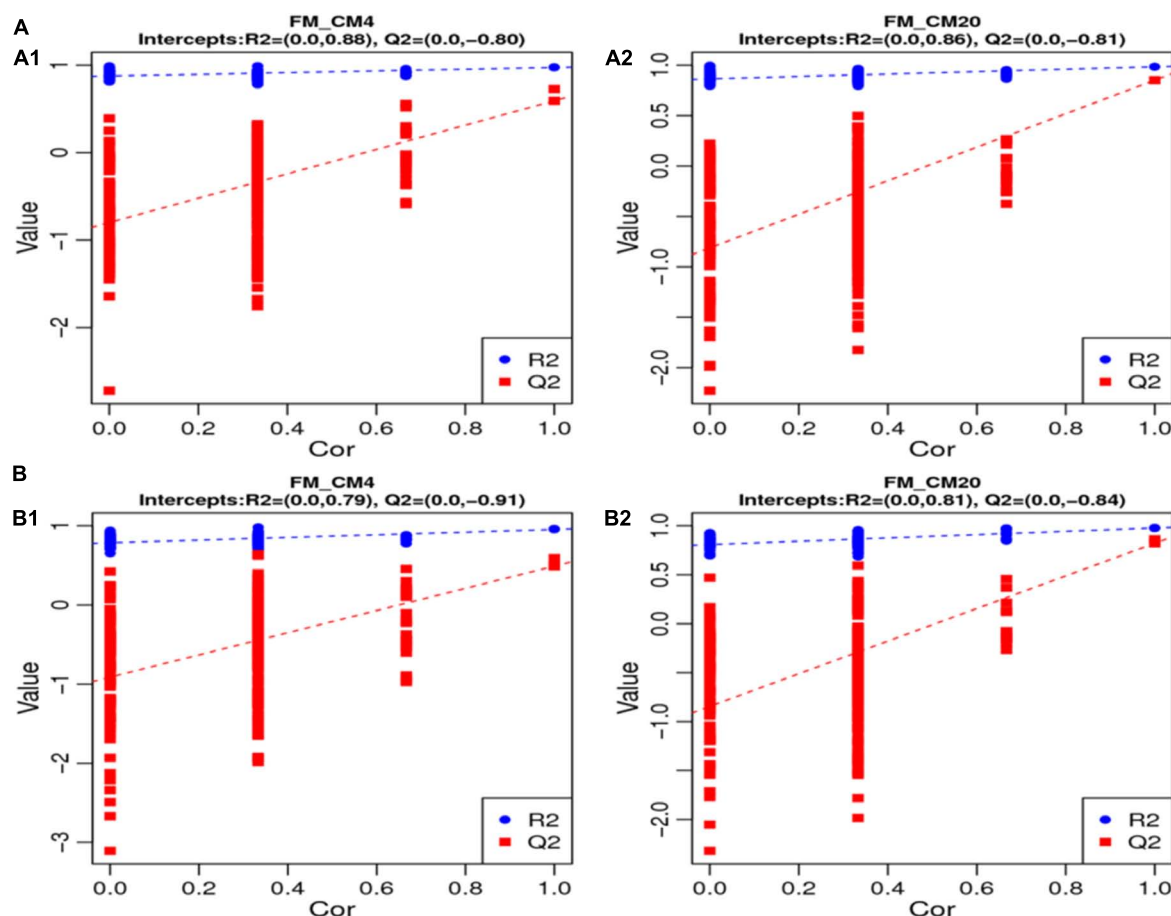 A
FM_CM4
Intercepts:R2=(0.0,0.88), Q2=(0.0,−0.80)
A1
1
0
-1
-2
Value
R2
Q2
0.0 0.2 0.4 0.6 0.8 1.0
Cor
FM_CM20
Intercepts:R2=(0.0,0.86), Q2=(0.0,−0.81)
A2
1.0
0.5
0.0
-1.0
-2.0
Value
R2
Q2
0.0 0.2 0.4 0.6 0.8 1.0
Cor
B
FM_CM4
Intercepts:R2=(0.0,0.79), Q2=(0.0,−0.91)
B1
1
0
-1
-2
-3
Value
R2
Q2
0.0 0.2 0.4 0.6 0.8 1.0
Cor
FM_CM20
Intercepts:R2=(0.0,0.81), Q2=(0.0,−0.84)
B2
1.0
0.5
0.0
-1.0
-2.0
Value
R2
Q2
0.0 0.2 0.4 0.6 0.8 1.0
Cor